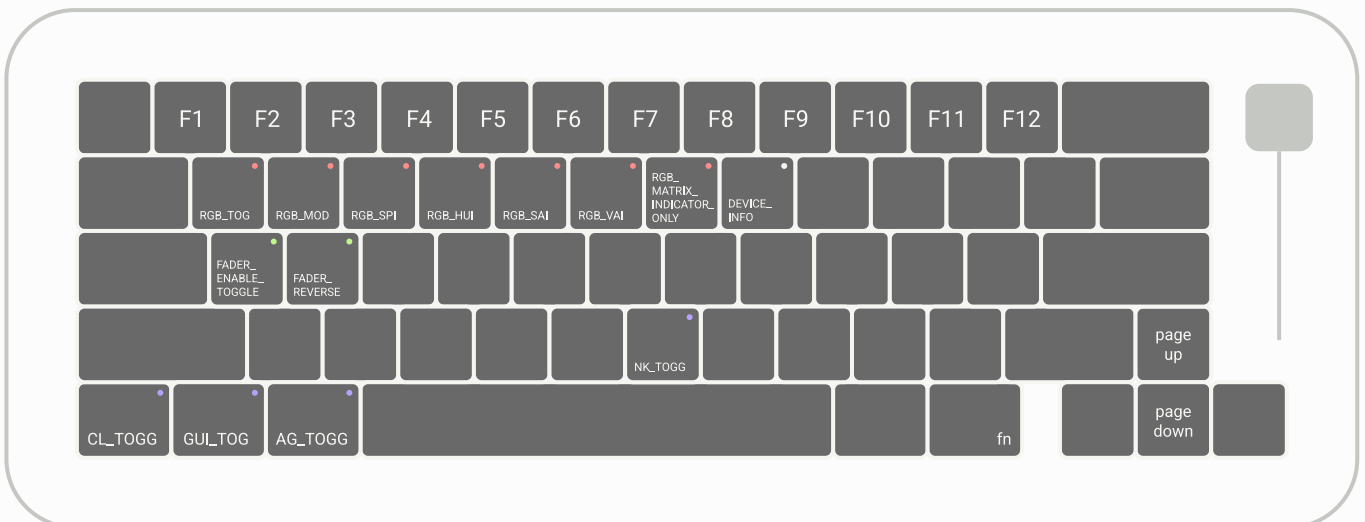 F1
F2
F3
F4
F5
F6
F7
F8
F9
F10
F11
F12
RGB_TOG
RGB_MOD
RGB_SPI
RGB_HUI
RGB_SAI
RGB_VAI
RGB_
MATRIX_
INDICATOR_
ONLY
DEVICE_
INFO
FADER_
ENABLE_
TOGGLE
FADER_
REVERSE
NK_TOGG
page
up
CL_TOGG
GUI_TOG
AG_TOGG
fn
page
down